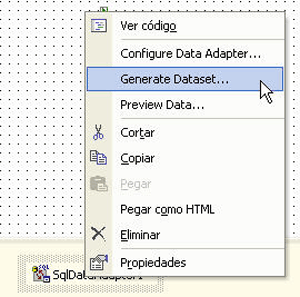 Ver código
Configure Data Adapter...
Generate Dataset...
Preview Data...
Cortar
Copiar
Pegar
Pegar como HTML
Eliminar
SqlDataAdapter1
Propiedades